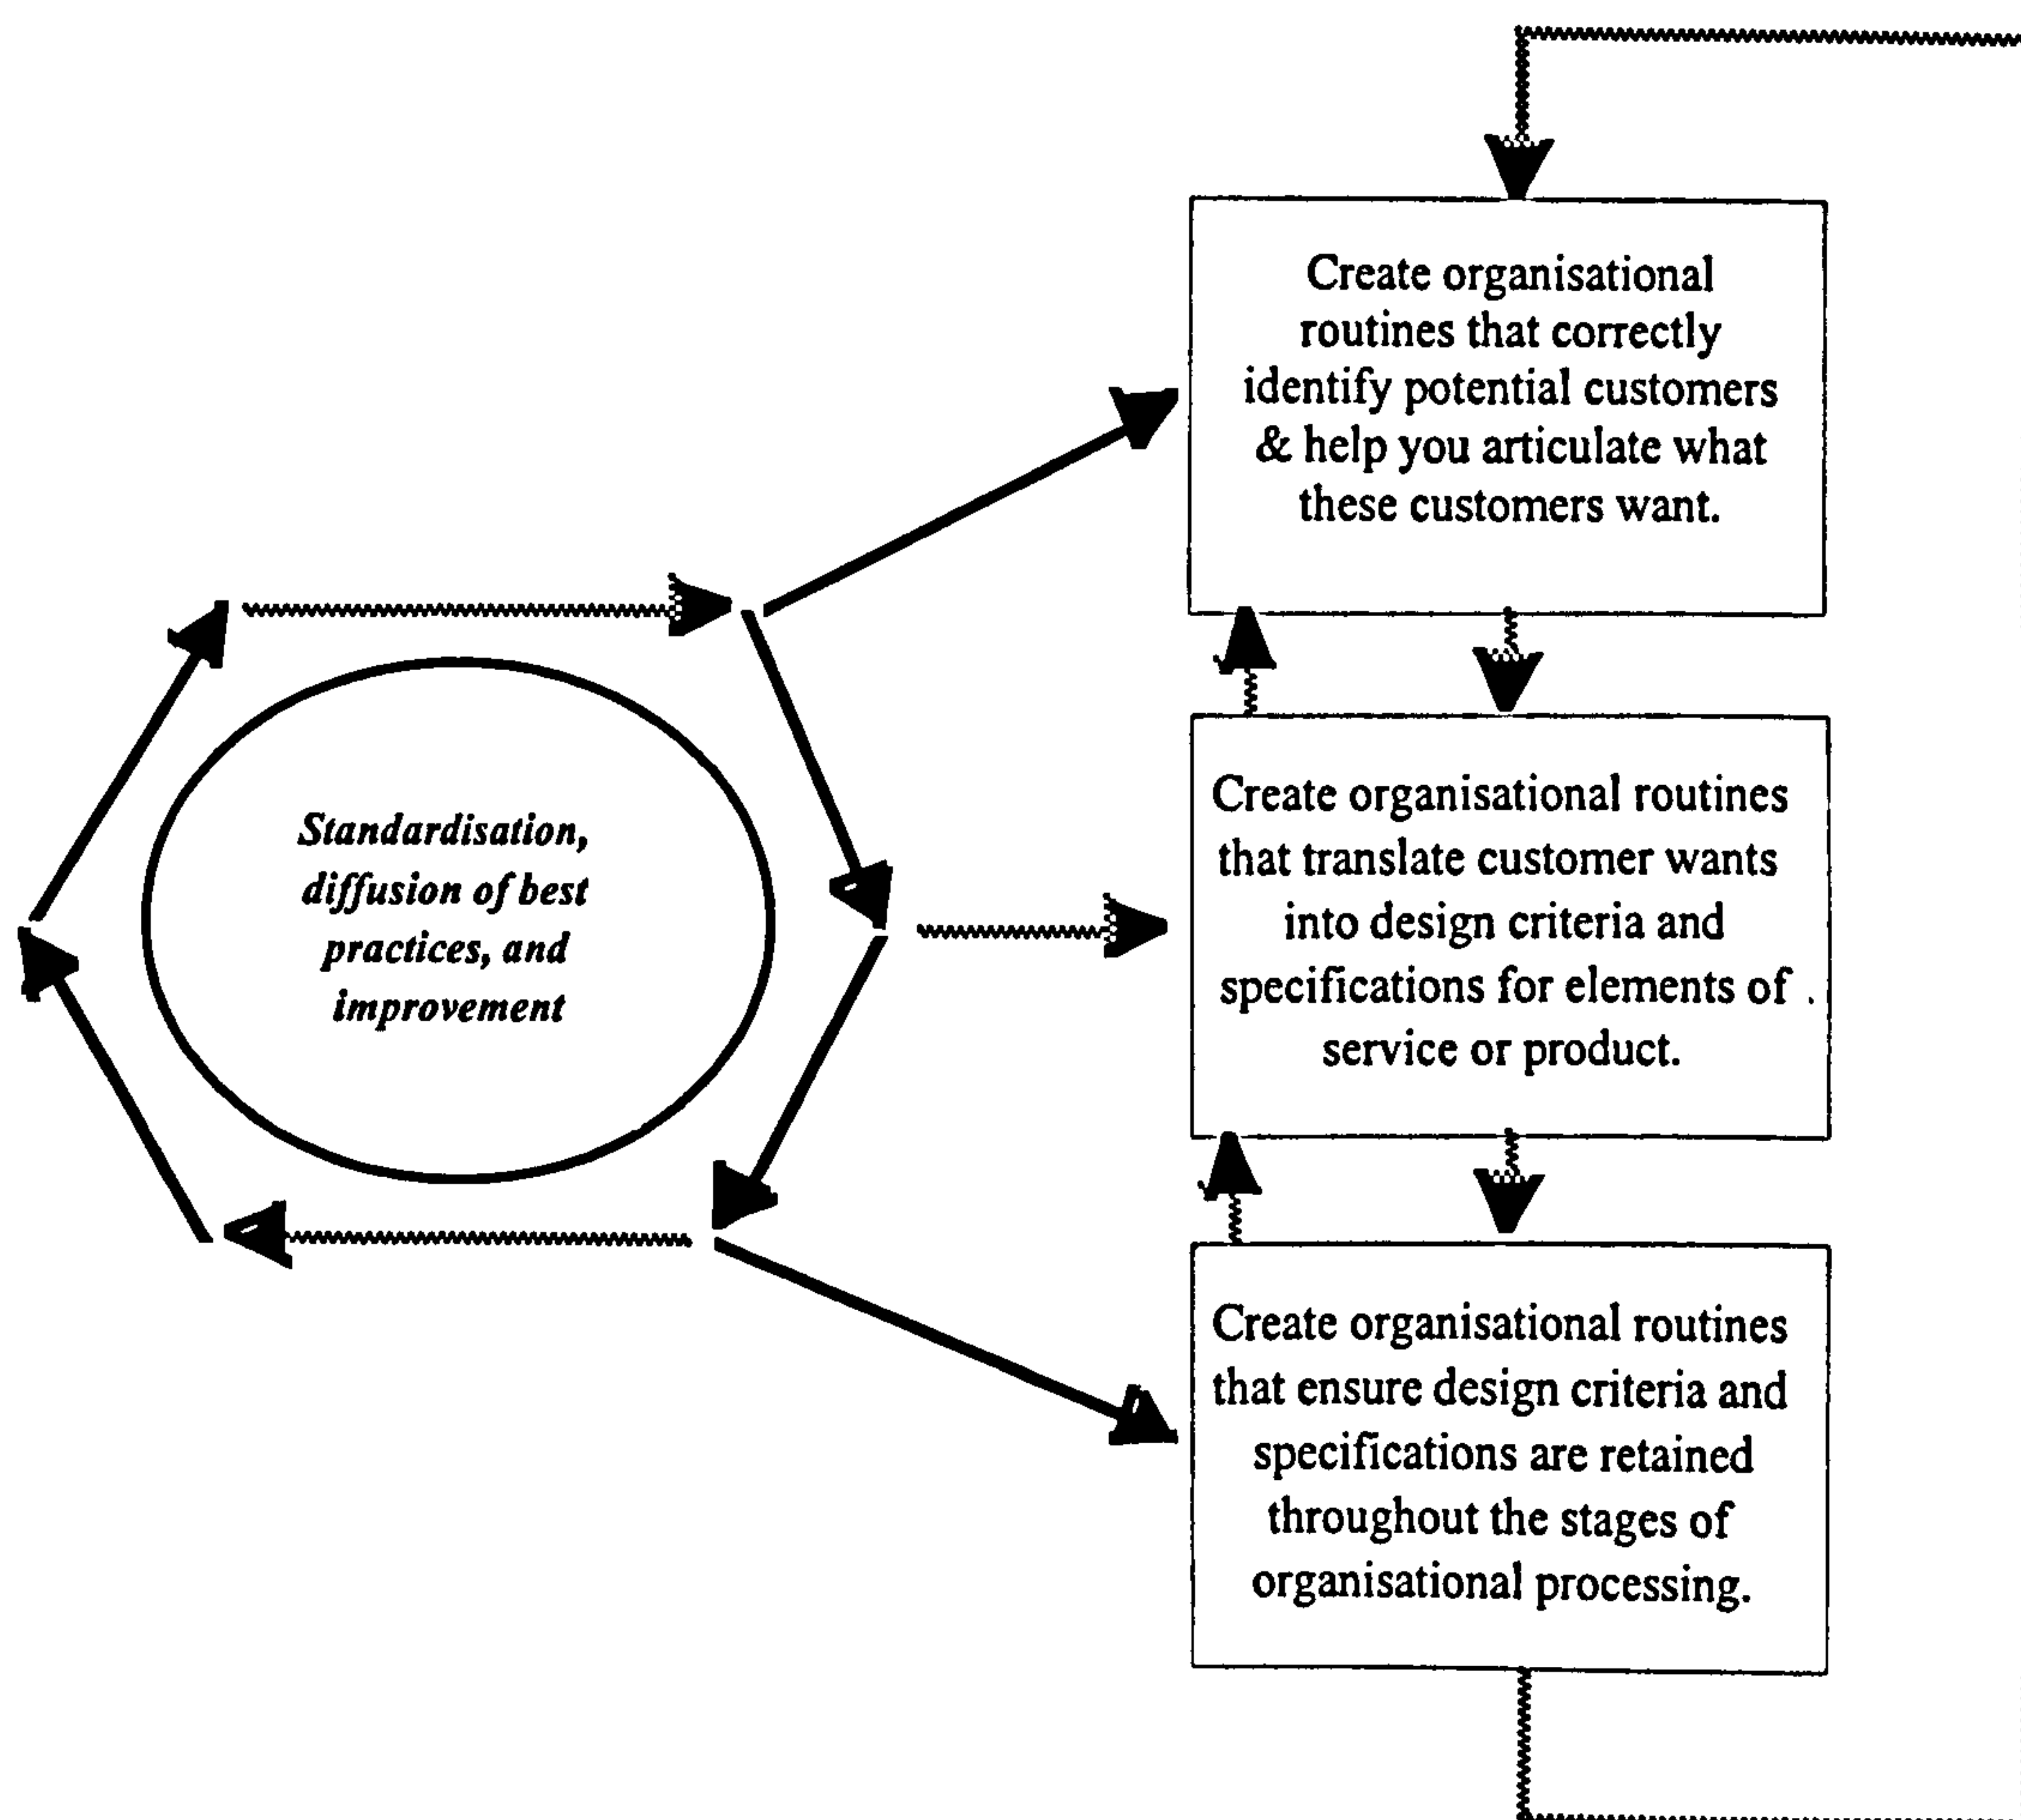 Create organisational
routines that correctly
identify potential customers
& help you articulate what
these customers want.
Standardisation,
diffusion of best
practices, and
improvement
Create organisational routines
that translate customer wants
into design criteria and
specifications for elements of .
service or product.
Create organisational routines
that ensure design criteria and
specifications are retained
throughout the stages of
organisational processing.